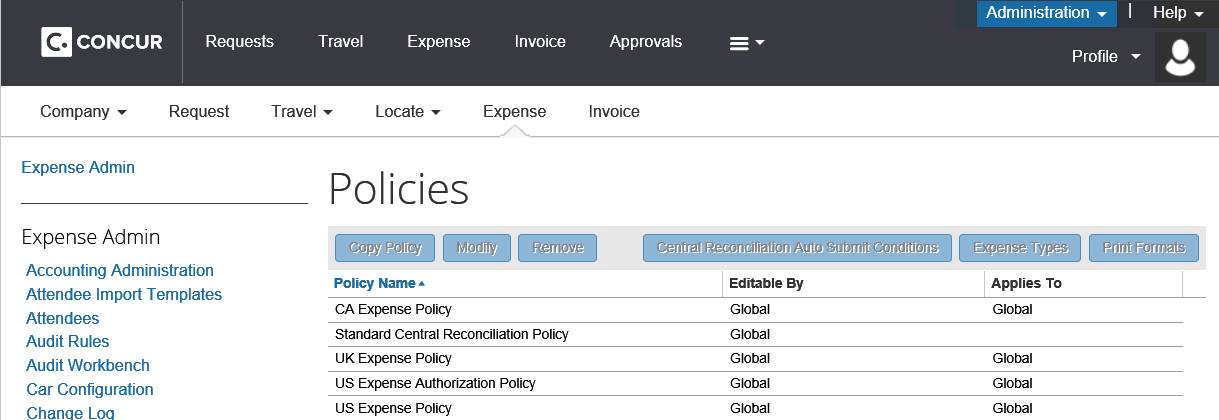 Administration Help
C. CONCUR Requests Travel Expense Invoice Approvals
Profile
Company Request Travel Locate Expense Invoice
Expense Admin
Policies
Expense Admin
Copy Policy Modify Remove Central Reconciliation Auto Submit Conditions Expense Types Print Formats
Accounting Administration
Attendee Import Templates
Attendees
Audit Rules
Audit Workbench
Car Configuration
Change Log
Policy Name Editable By Applies To
CA Expense Policy Global Global
Standard Central Reconciliation Policy Global
UK Expense Policy Global Global
US Expense Authorization Policy Global Global
US Expense Policy Global Global